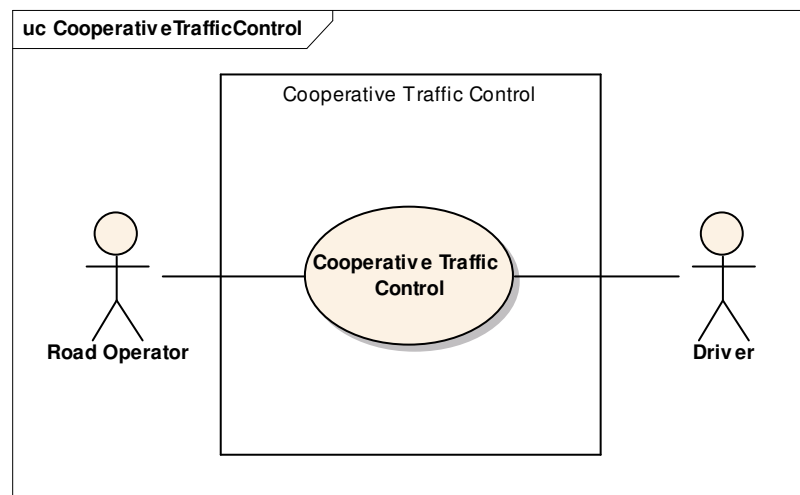 uc CooperativeTrafficControl
Cooperative Traffic Control
Cooperative Traffic
Control
Road Operator
Driver